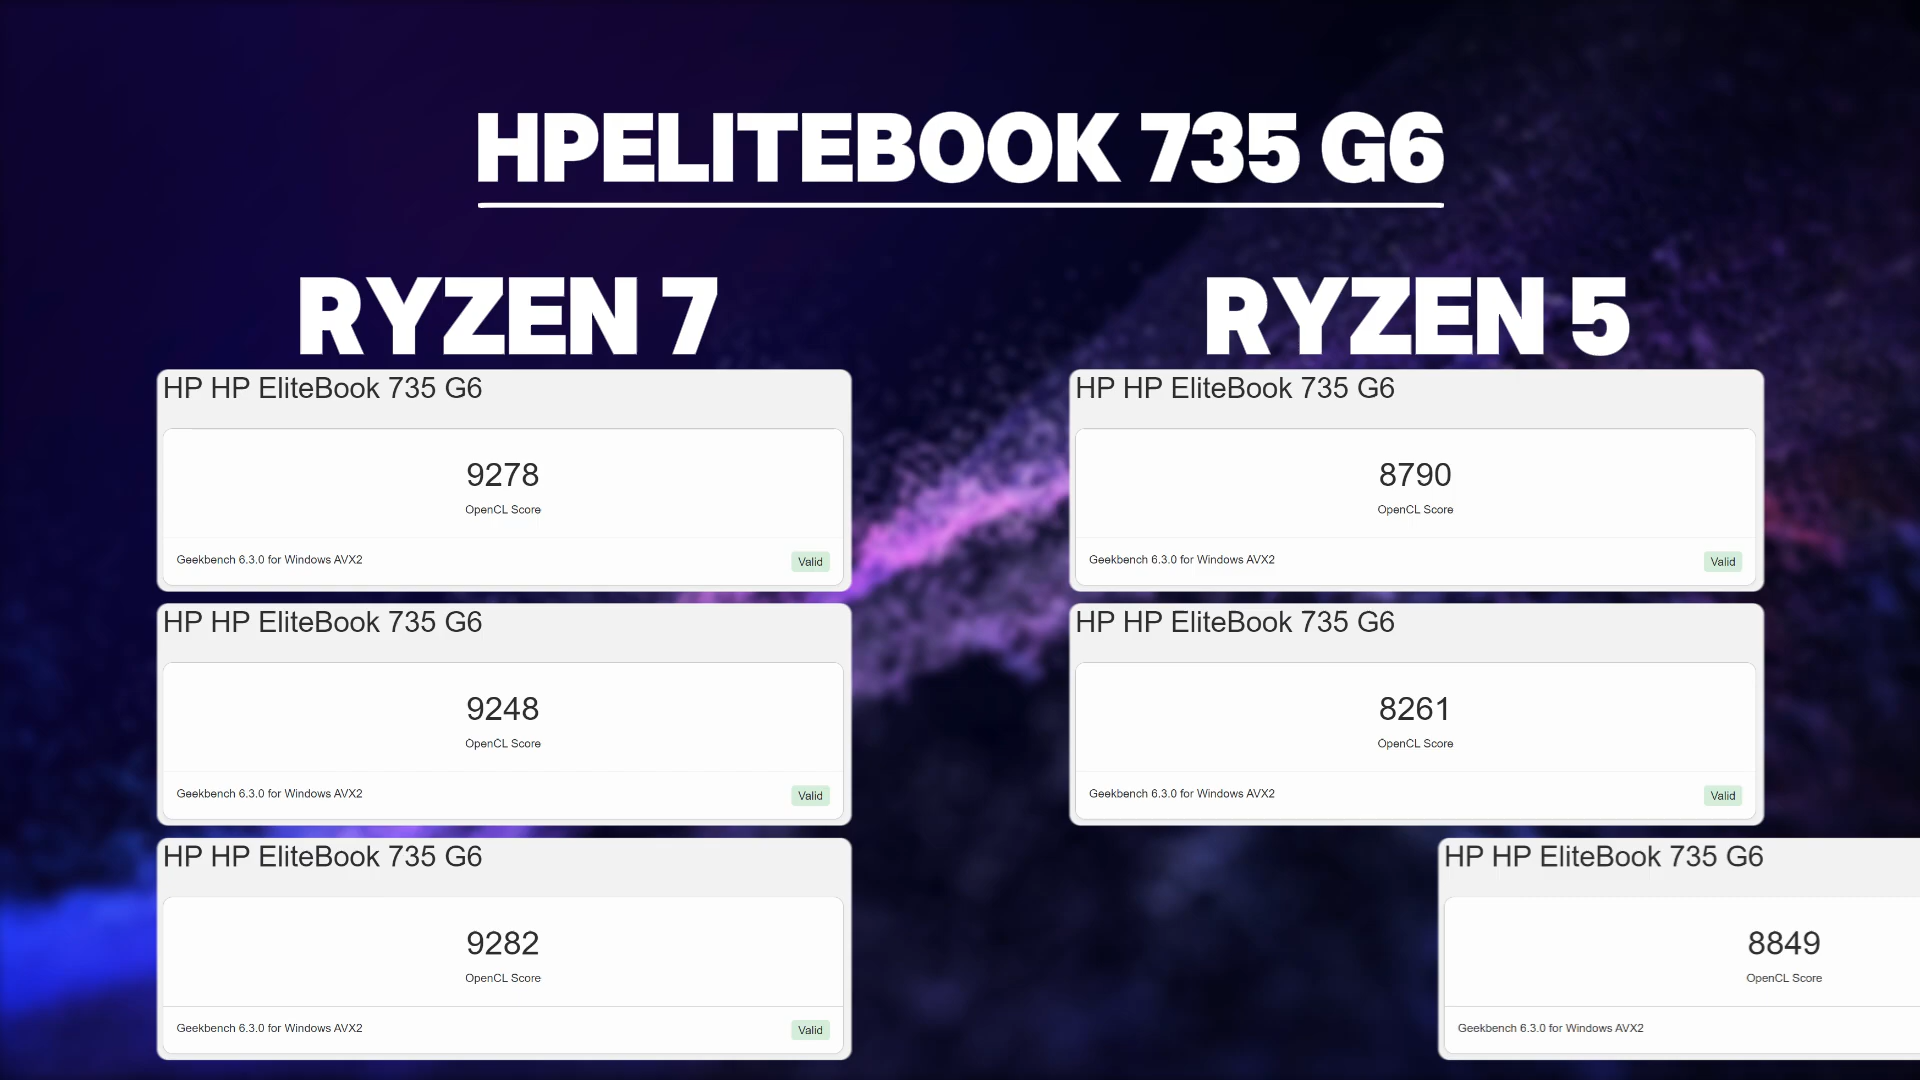 HPELITEBOOK 735 G6
RYZEN 7
HP HP EliteBook 735 G6
9278
OpenCL Score
Geekbench 6.3.0 for Windows AVX2
Valid
HP HP EliteBook 735 G6
9248
OpenCL Score
Geekbench 6.3.0 for Windows AVX2
Valid
HP HP EliteBook 735 G6
9282
OpenCL Score
Geekbench 6.3.0 for Windows AVX2
Valid
RYZEN 5
HP HP EliteBook 735 G6
8790
OpenCL Score
Geekbench 6.3.0 for Windows AVX2
Valid
HP HP EliteBook 735 G6
8261
OpenCL Score
Geekbench 6.3.0 for Windows AVX2
Valid
HP HP EliteBook 735 G6
8849
OpenCL Score
Geekbench 6.3.0 for Windows AVX2